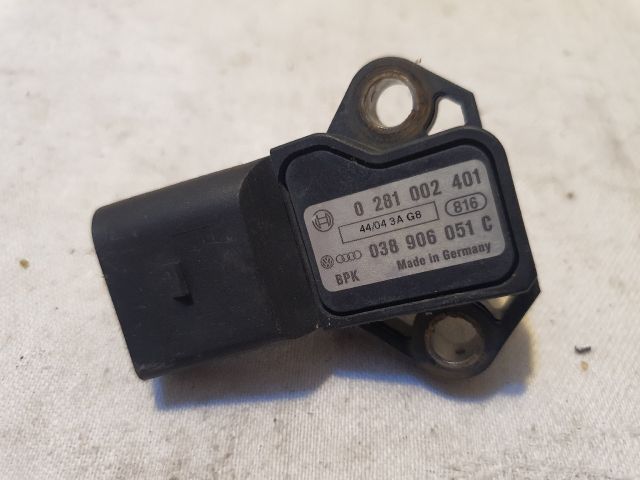 0 281 002 401
44/04 3A G8 816
038 906 051 C
BPK Made in Germany